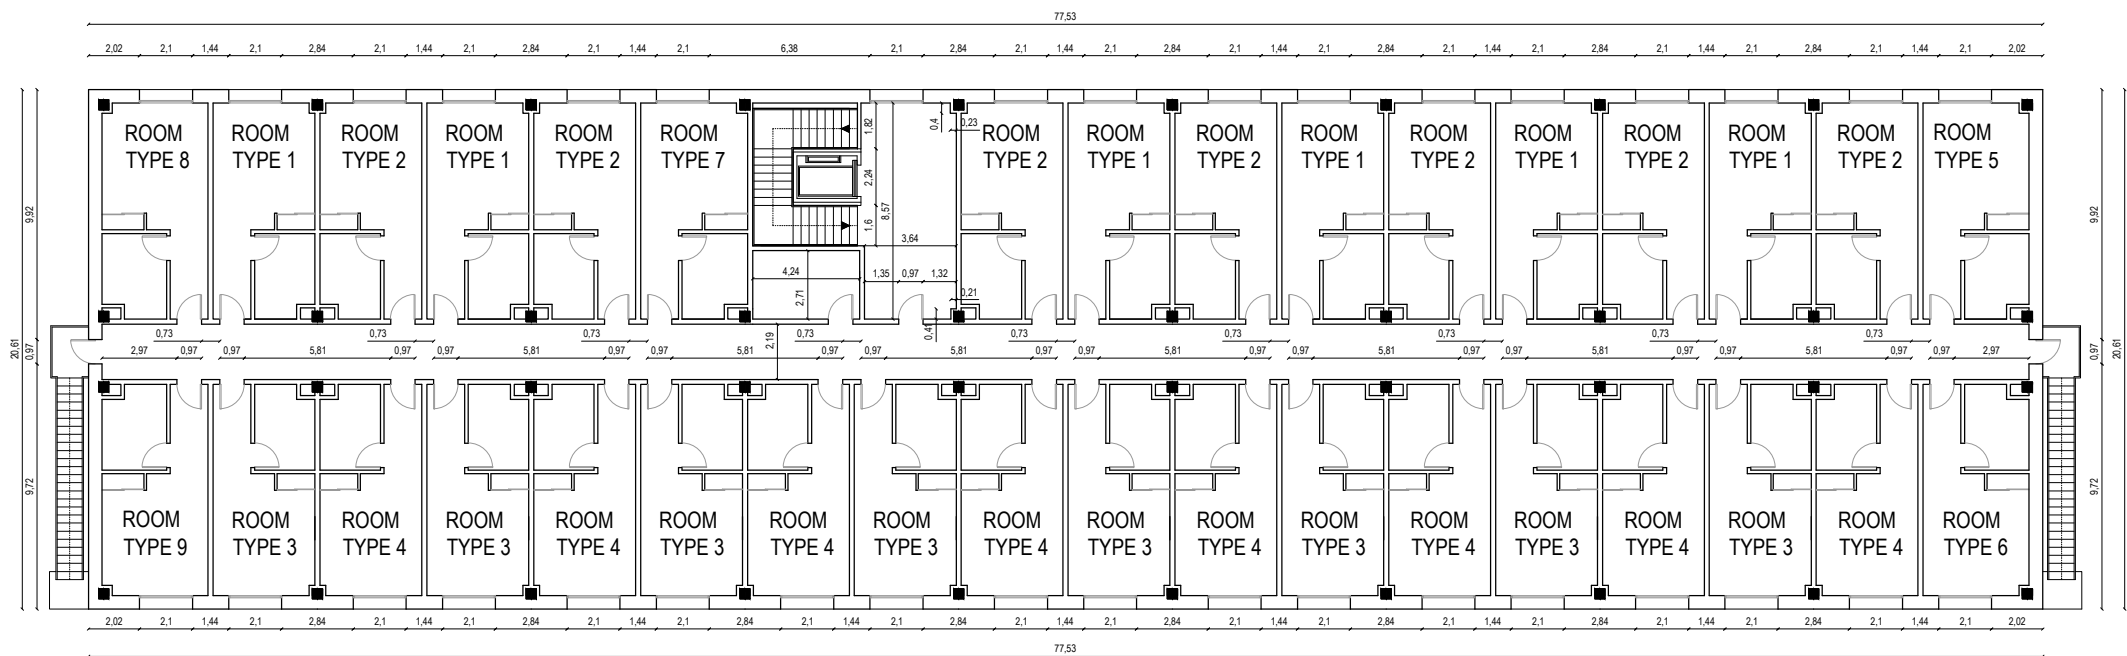 77,53
2,02 2,1 1,44 2,1 2,84 2,1 1,44 2,1 2,84 2,1 1,44 2,1 6,38 2,1 2,84 2,1 1,44 2,1 2,84 2,1 1,44 2,1 2,84 2,1 1,44 2,1 2,84 2,1 1,44 2,1 2,02
ROOM ROOM ROOM ROOM ROOM ROOM 1,82 0,4 0,23 ROOM ROOM ROOM ROOM ROOM ROOM ROOM ROOM ROOM ROOM
TYPE 8 TYPE 1 TYPE 2 TYPE 1 TYPE 2 TYPE 7 TYPE 2 TYPE 1 TYPE 2 TYPE 1 TYPE 2 TYPE 1 TYPE 2 TYPE 1 TYPE 2 TYPE 5
2,24
9,92 8,57 9,92
1,6
3,64
4,24 1,35 0,97 1,32
2,71 0,21
0,73 0,73 0,73 0,73 0,41 0,73 0,73 0,73 0,73 0,73
2,19
20,61 0,97 2,97 0,97 0,97 5,81 0,97 0,97 5,81 0,97 0,97 5,81 0,97 0,97 5,81 0,97 0,97 5,81 0,97 0,97 5,81 0,97 0,97 5,81 0,97 0,97 5,81 0,97 0,97 2,97 0,97 20,61
9,72 9,72
ROOM ROOM ROOM ROOM ROOM ROOM ROOM ROOM ROOM ROOM ROOM ROOM ROOM ROOM ROOM ROOM ROOM ROOM
TYPE 9 TYPE 3 TYPE 4 TYPE 3 TYPE 4 TYPE 3 TYPE 4 TYPE 3 TYPE 4 TYPE 3 TYPE 4 TYPE 3 TYPE 4 TYPE 3 TYPE 4 TYPE 3 TYPE 4 TYPE 6
2,02 2,1 1,44 2,1 2,84 2,1 1,44 2,1 2,84 2,1 1,44 2,1 2,84 2,1 1,44 2,1 2,84 2,1 1,44 2,1 2,84 2,1 1,44 2,1 2,84 2,1 1,44 2,1 2,84 2,1 1,44 2,1 2,02
77,53